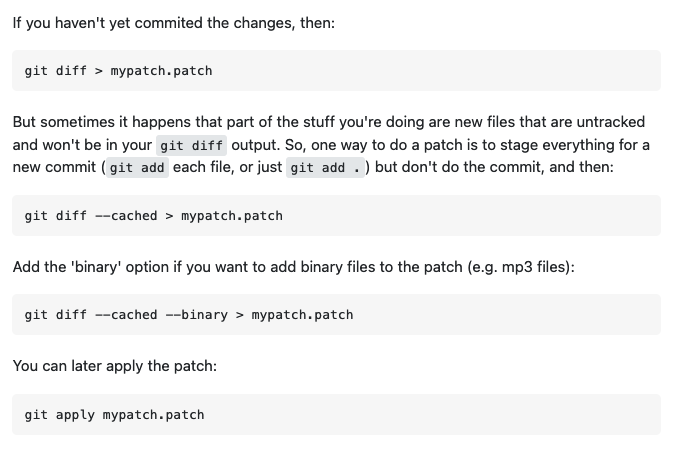 If you haven't yet commited the changes, then:
git diff > mypatch.patch
But sometimes it happens that part of the stuff you're doing are new files that are untracked
and won't be in your git diff output. So, one way to do a patch is to stage everything for a
new commit (git add each file, or just git add .) but don't do the commit, and then:
git diff --cached > mypatch.patch
Add the 'binary' option if you want to add binary files to the patch (e.g. mp3 files):
git diff --cached --binary > mypatch.patch
You can later apply the patch:
git apply mypatch.patch